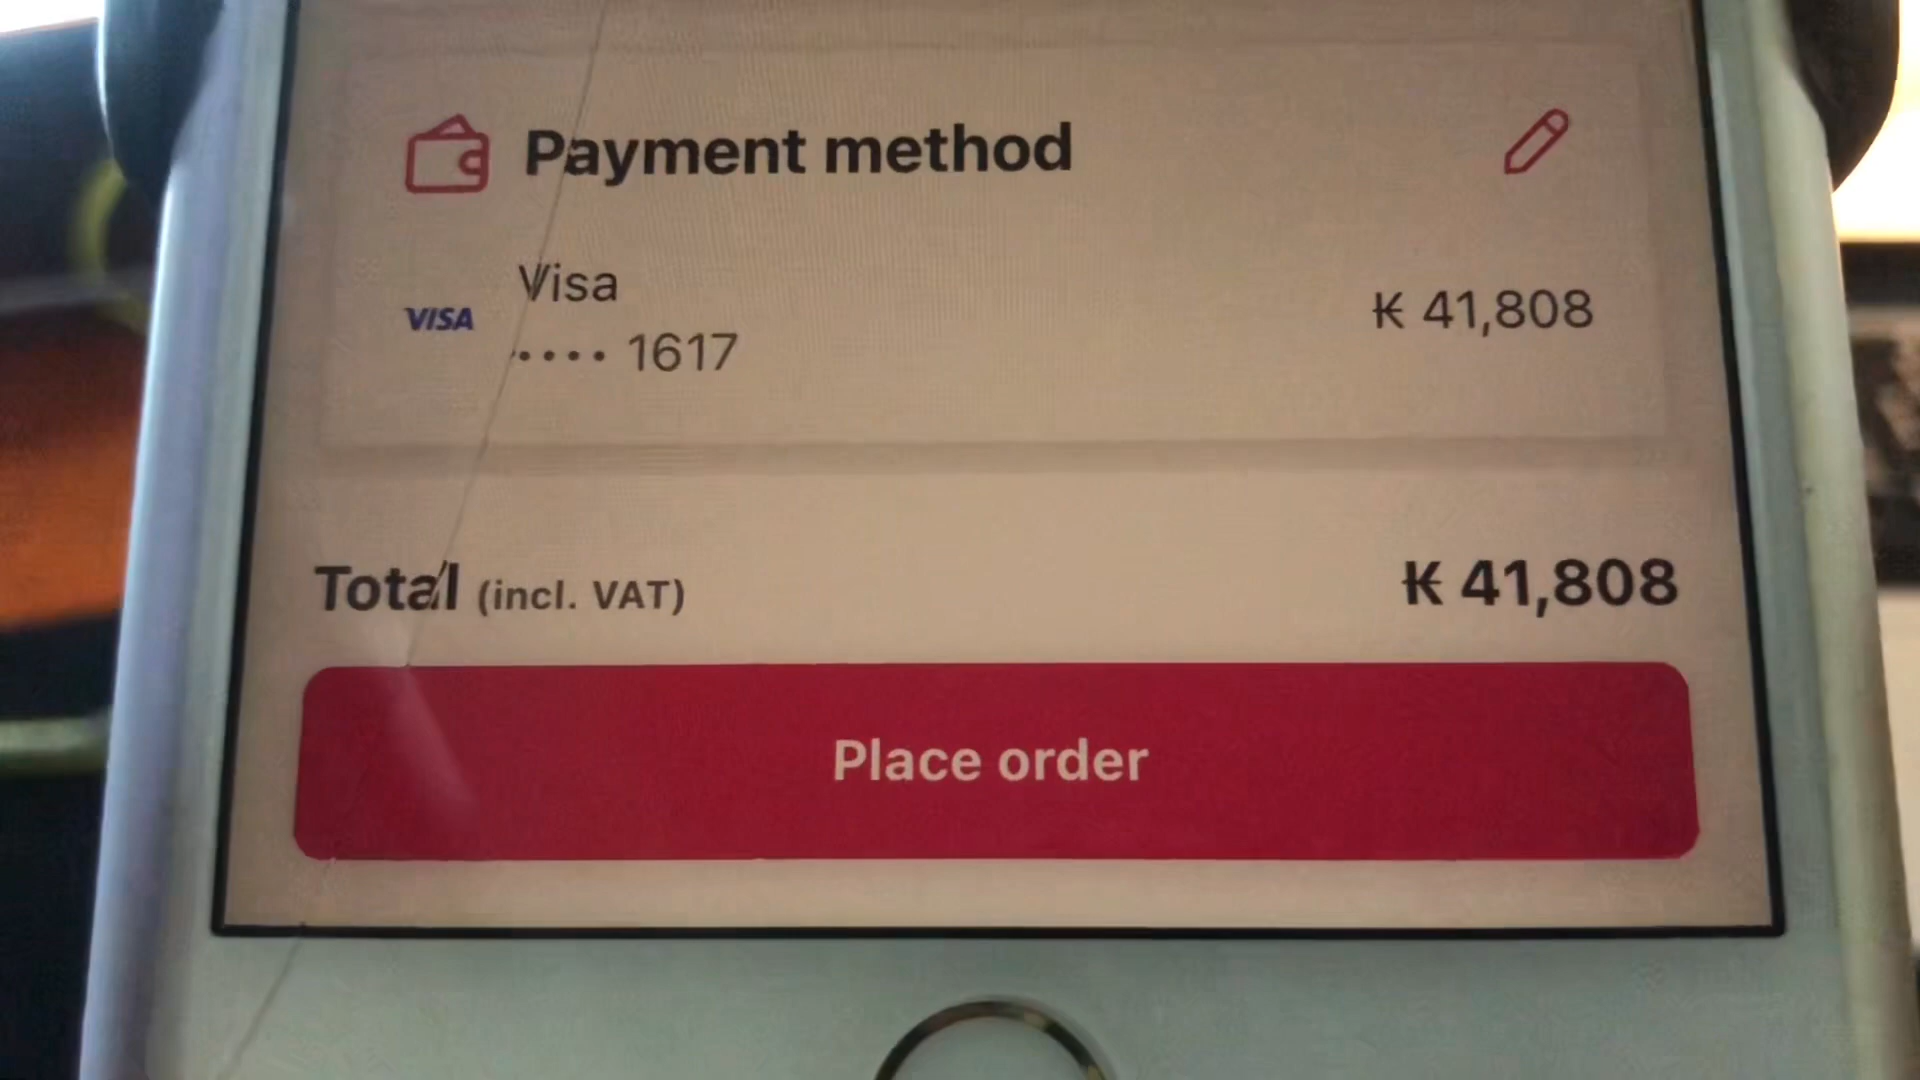 Payment method
Visa
VISA
₭ 41,808
•••• 1617
Total (incl. VAT)
₭ 41,808
Place order